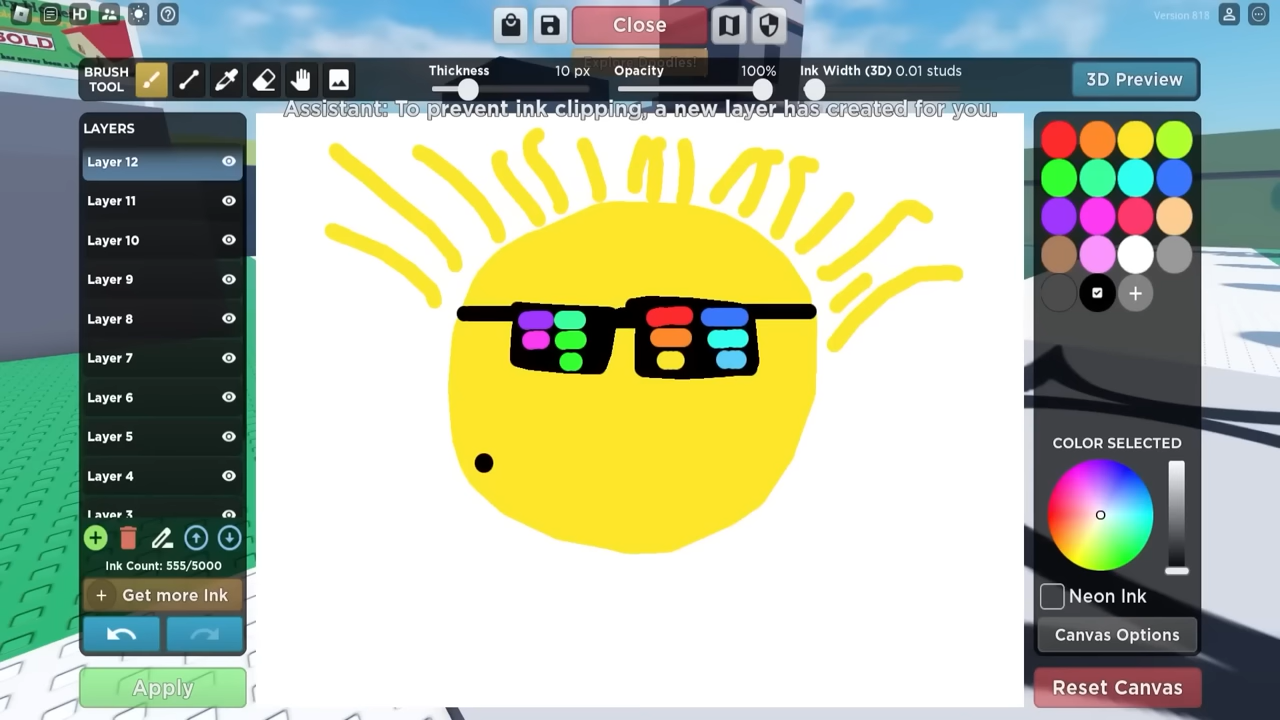 HD
BOLD
Close
Version 818
Explore Doodles!
BRUSH
TOOL
Thickness
10 px
Opacity
100%
Ink Width (3D) 0.01 studs
3D Preview
Assistant: To prevent ink clipping, a new layer has created for you.
LAYERS
Layer 12
Layer 11
Layer 10
Layer 9
Layer 8
Layer 7
Layer 6
Layer 5
Layer 4
Layer 3
Ink Count: 555/5000
+ Get more Ink
Apply
COLOR SELECTED
Neon Ink
Canvas Options
Reset Canvas